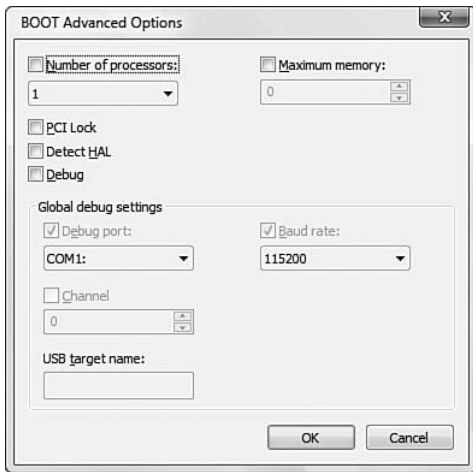 BOOT Advanced Options
Number of processors:
Maximum memory:
1
0
PCI Lock
Detect HAL
Debug
Global debug settings
Debug port:
Baud rate:
COM1:
115200
Channel
0
USB target name:
OK
Cancel